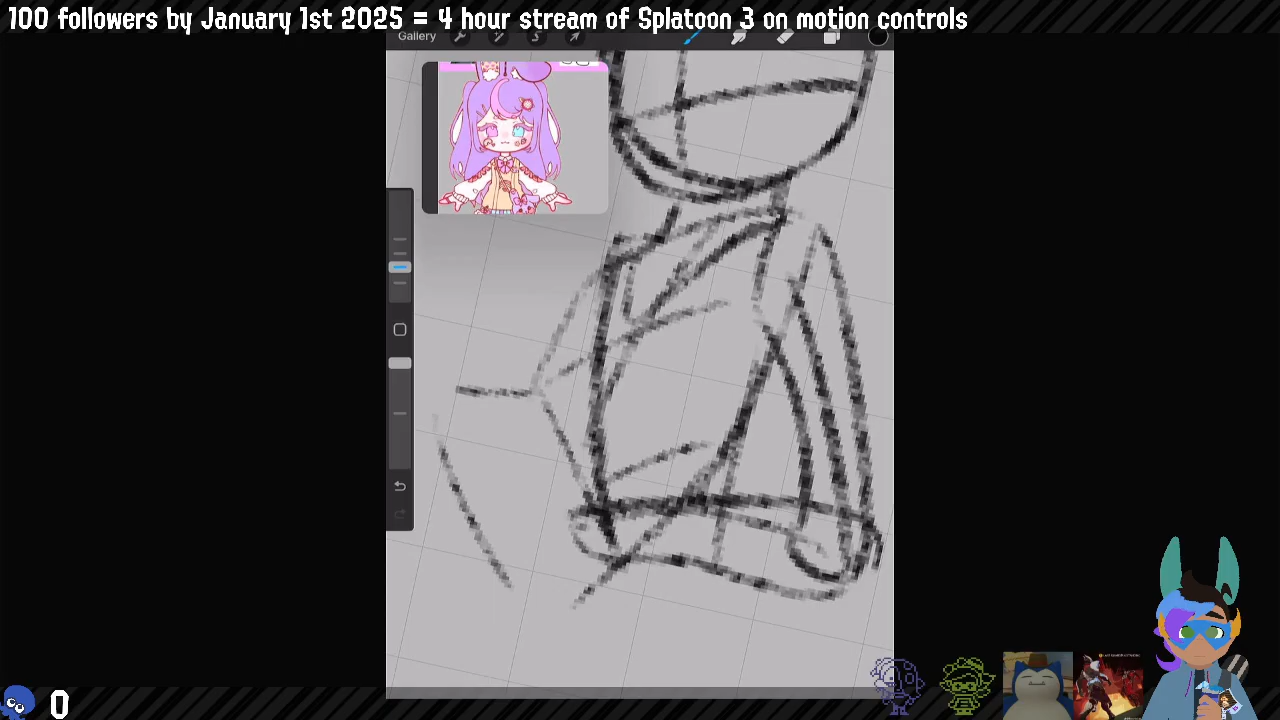 100 followers by January 1st 2025 = 4 hour stream of Splatoon 3 on motion controls
Gallery
0